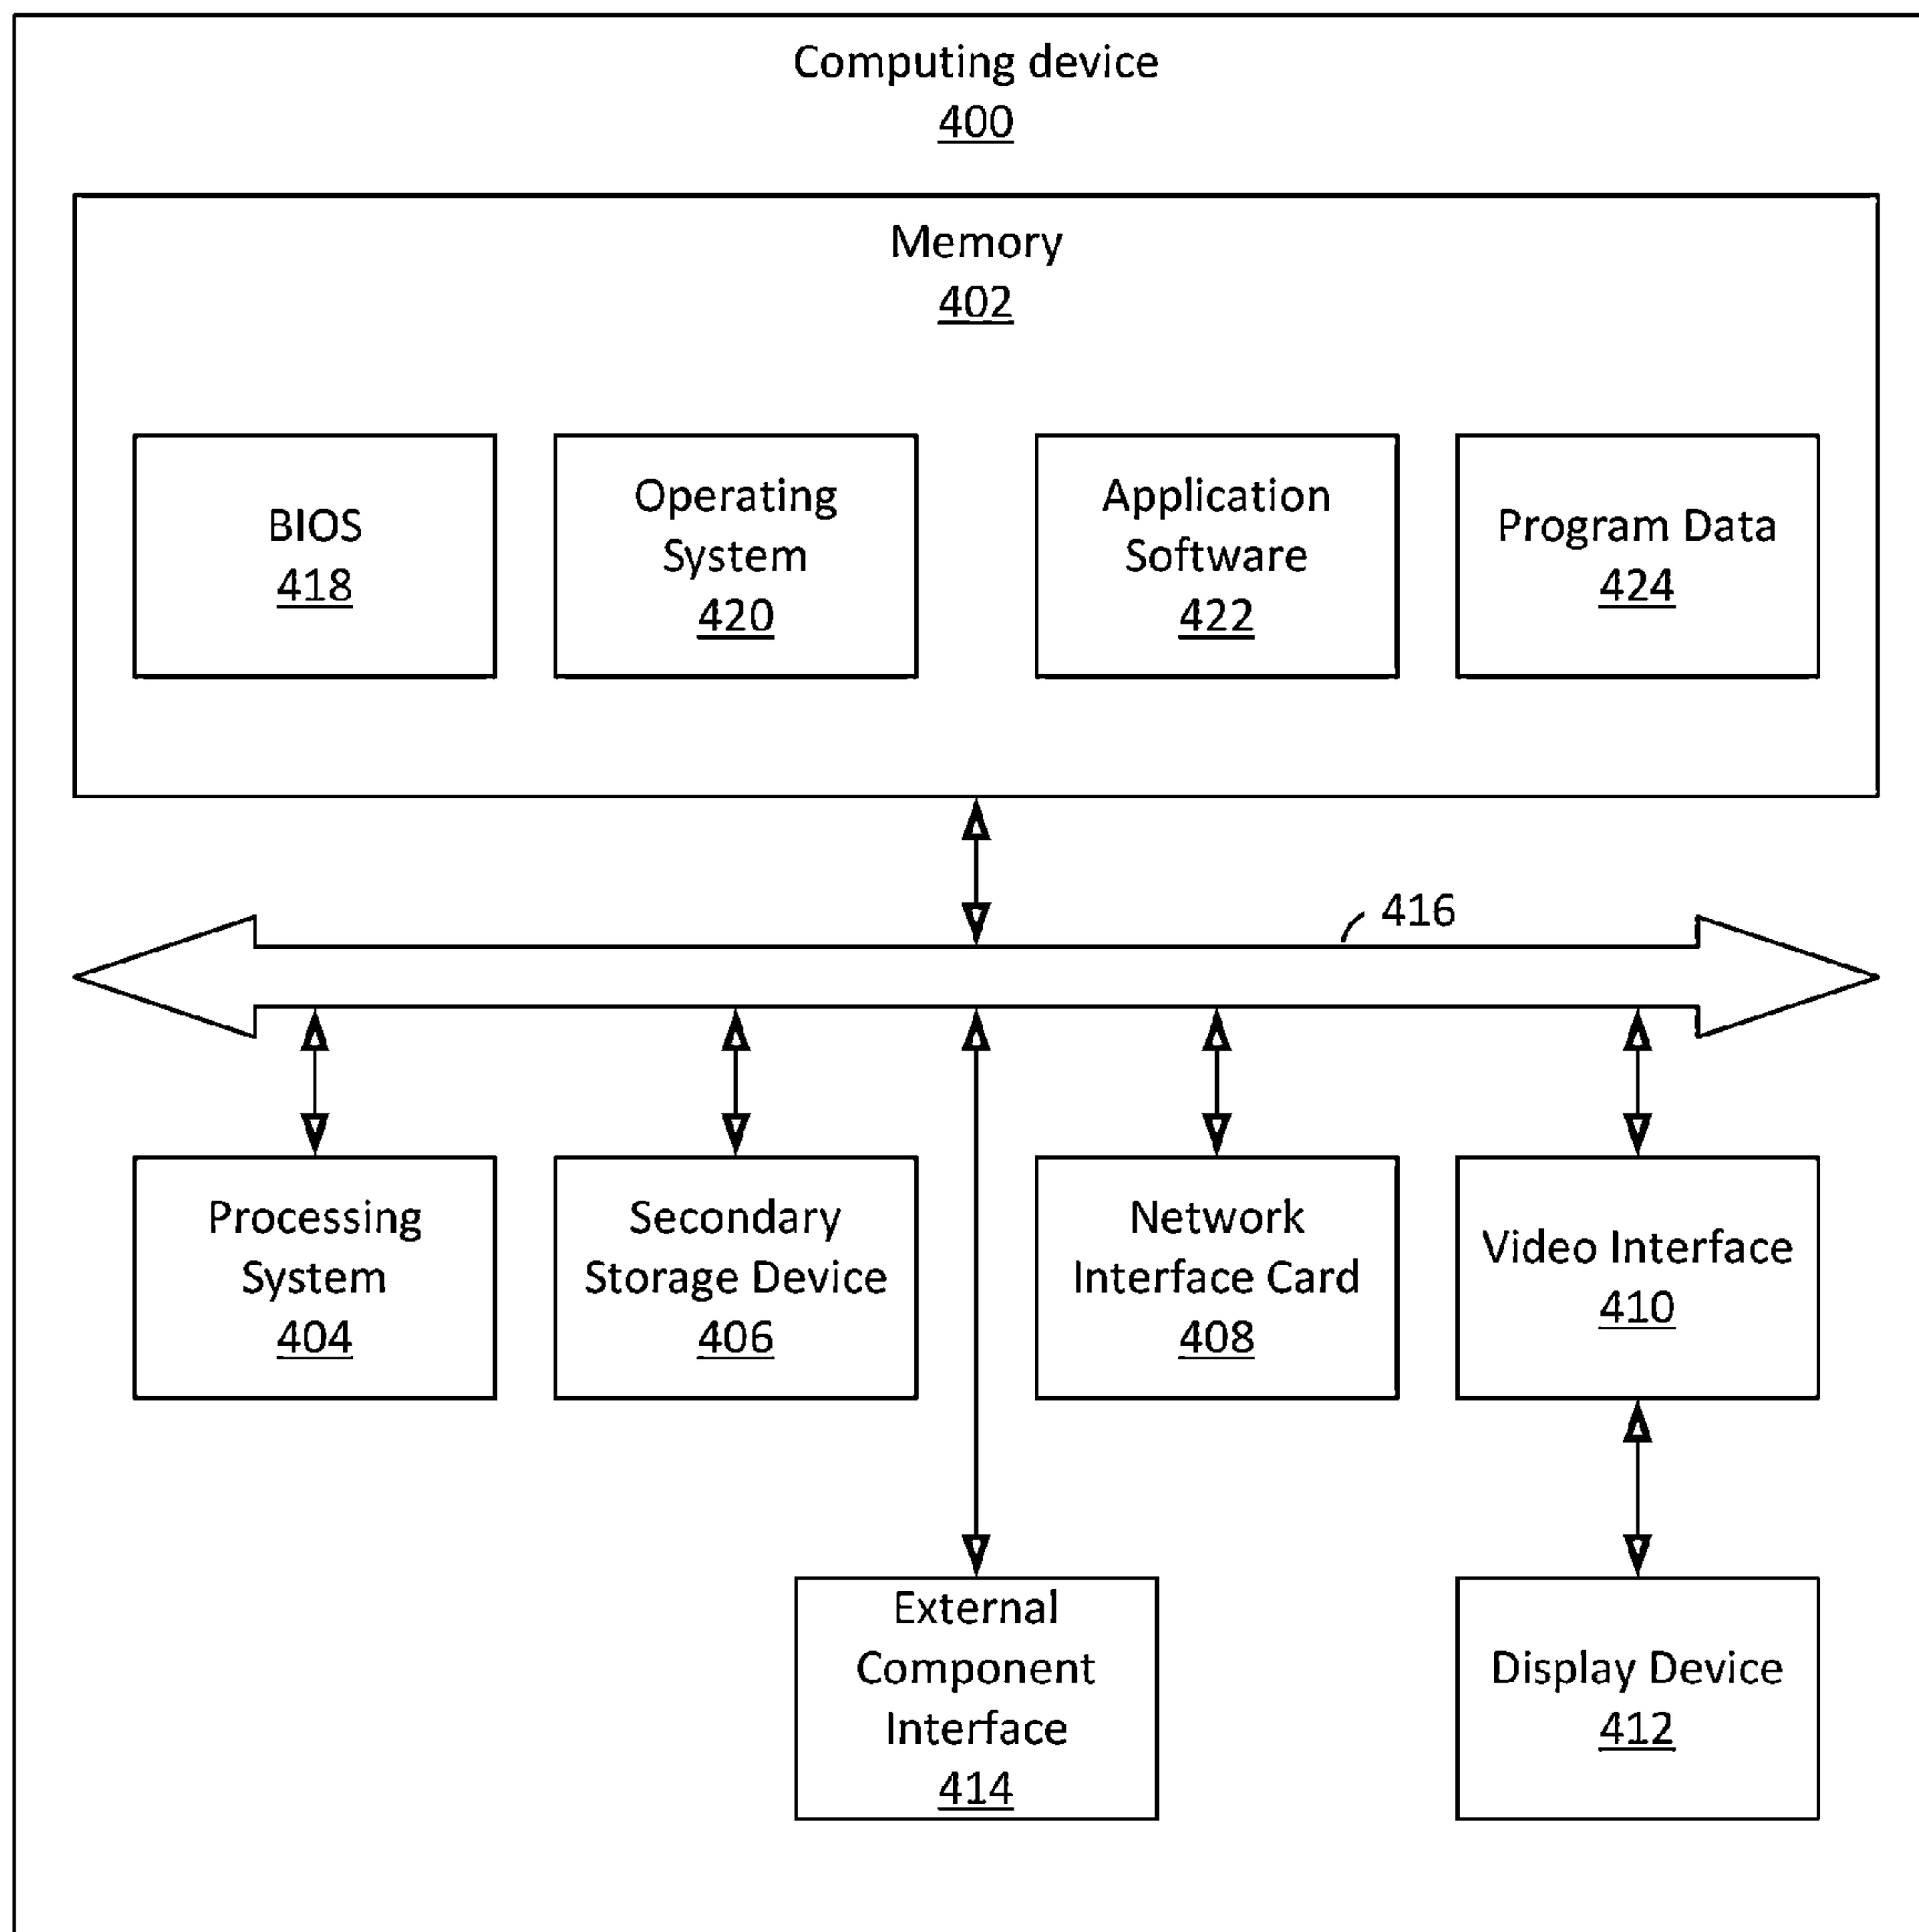 Computing device
400
Memory
402
BIOS
418
Operating
System
420
Application
Software
422
Program Data
424
416
Processing
System
404
Secondary
Storage Device
406
Network
Interface Card
408
Video Interface
410
External
Component
Interface
414
Display Device
412